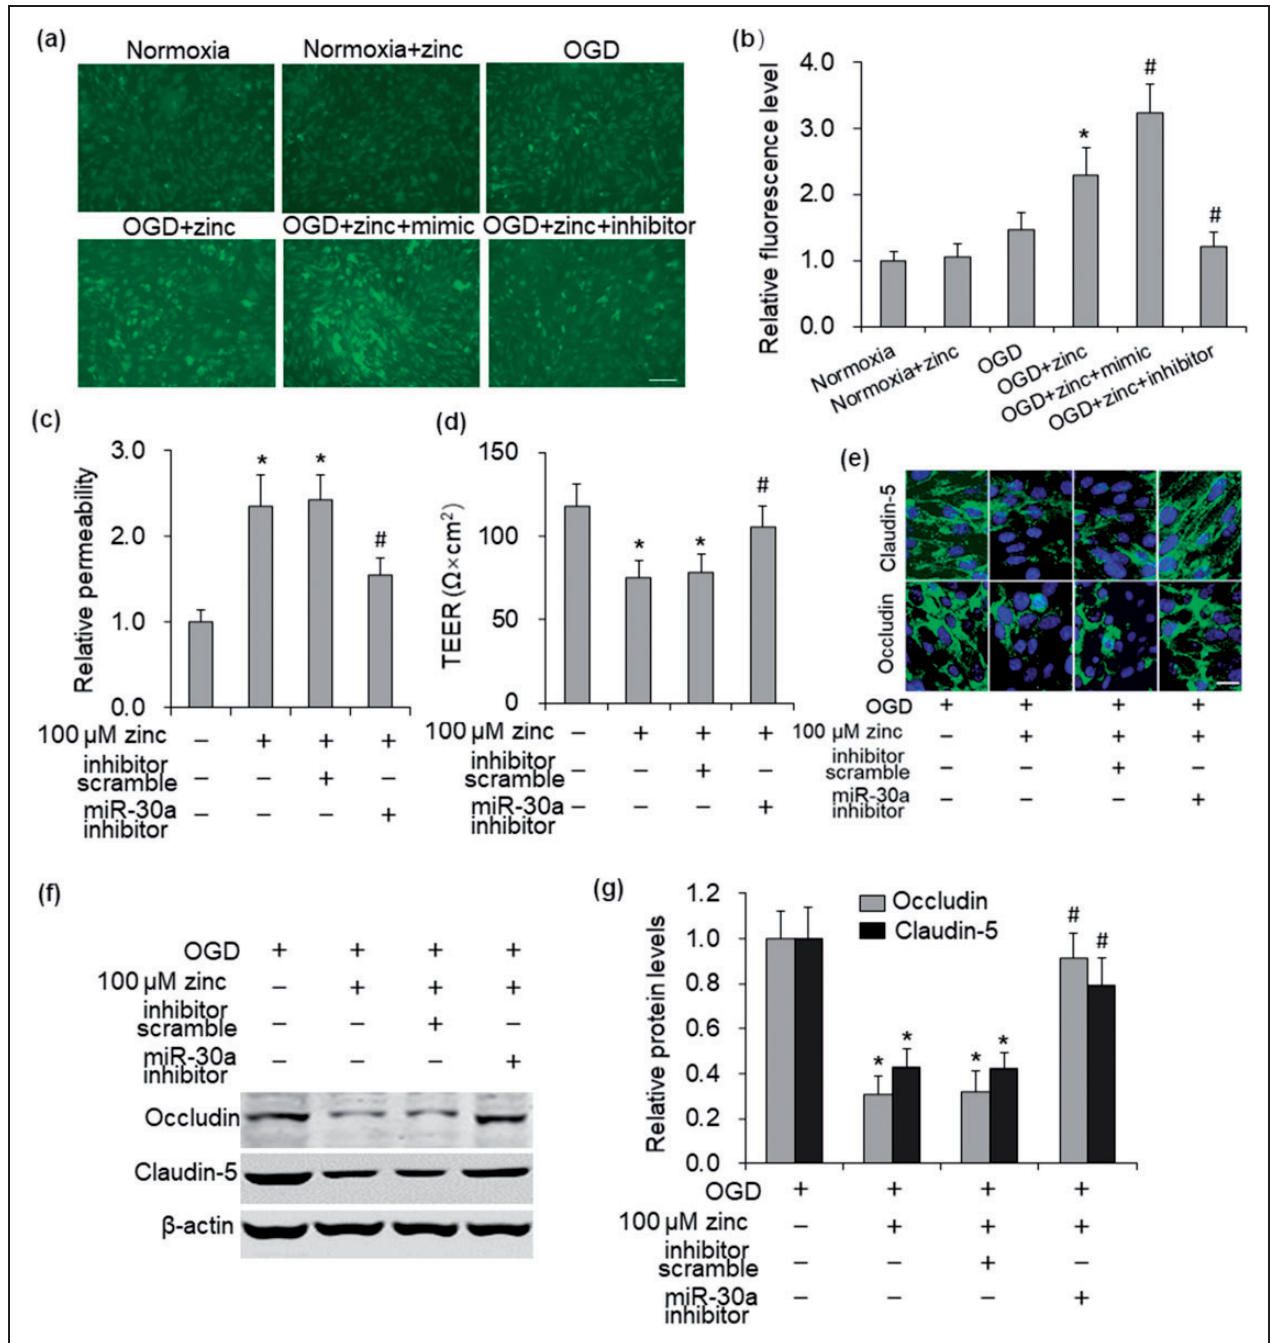 (a)
Normoxia Normoxia+zinc OGD
OGD+zinc OGD+zinc+mimic OGD+zinc+inhibitor
(b)
Relative fluorescence level
4.0
3.0
2.0
1.0
0.0
* # #
Normoxia
Normoxia+zinc
OGD
OGD+zinc
OGD+zinc+mimic
OGD+zinc+inhibitor
(c)
Relative permeability
3.0
2.0
1.0
0.0
* * #
100 μM zinc – + + +
inhibitor
scramble – – + –
miR-30a
inhibitor – – – +
(d)
TEER (Ω×cm²)
150
100
50
0
* * #
100 μM zinc – + + +
inhibitor
scramble – – + –
miR-30a
inhibitor – – – +
(e)
Claudin-5
Occludin
OGD + + + +
100 μM zinc – + + +
inhibitor
scramble – – + –
miR-30a
inhibitor – – – +
(f)
OGD + + + +
100 μM zinc – + + +
inhibitor
scramble – – + –
miR-30a
inhibitor – – – +
Occludin
Claudin-5
β-actin
(g)
Relative protein levels
1.2
1.0
0.8
0.6
0.4
0.2
0.0
Occludin
Claudin-5
* * * * # #
OGD + + + +
100 μM zinc – + + +
inhibitor
scramble – – + –
miR-30a
inhibitor – – – +